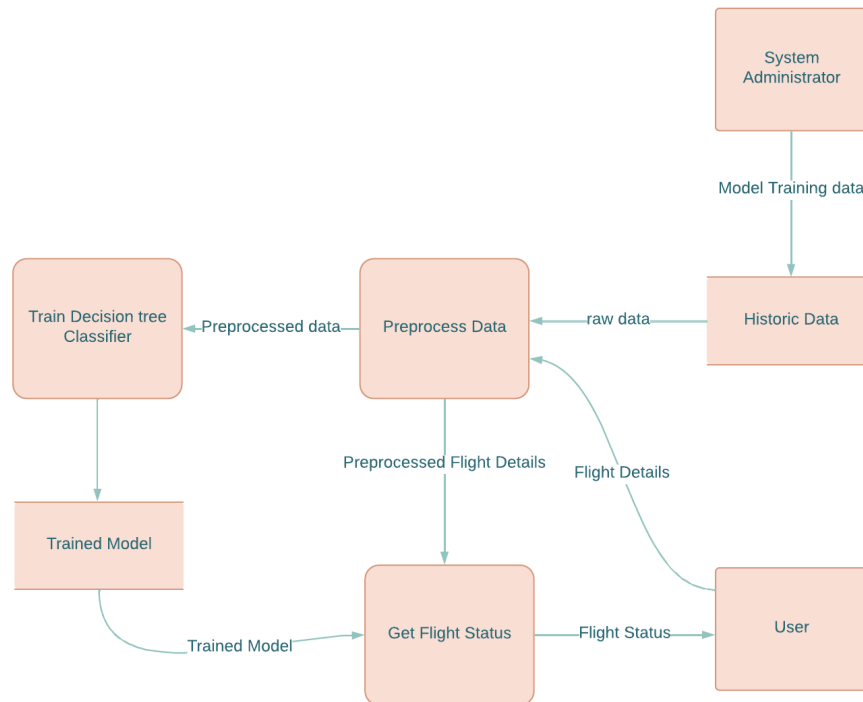 System
Administrator
Model Training data
Train Decision tree
Classifier
Preprocessed data
Preprocess Data
raw data
Historic Data
Preprocessed Flight Details
Flight Details
Trained Model
Trained Model
Get Flight Status
Flight Status
User